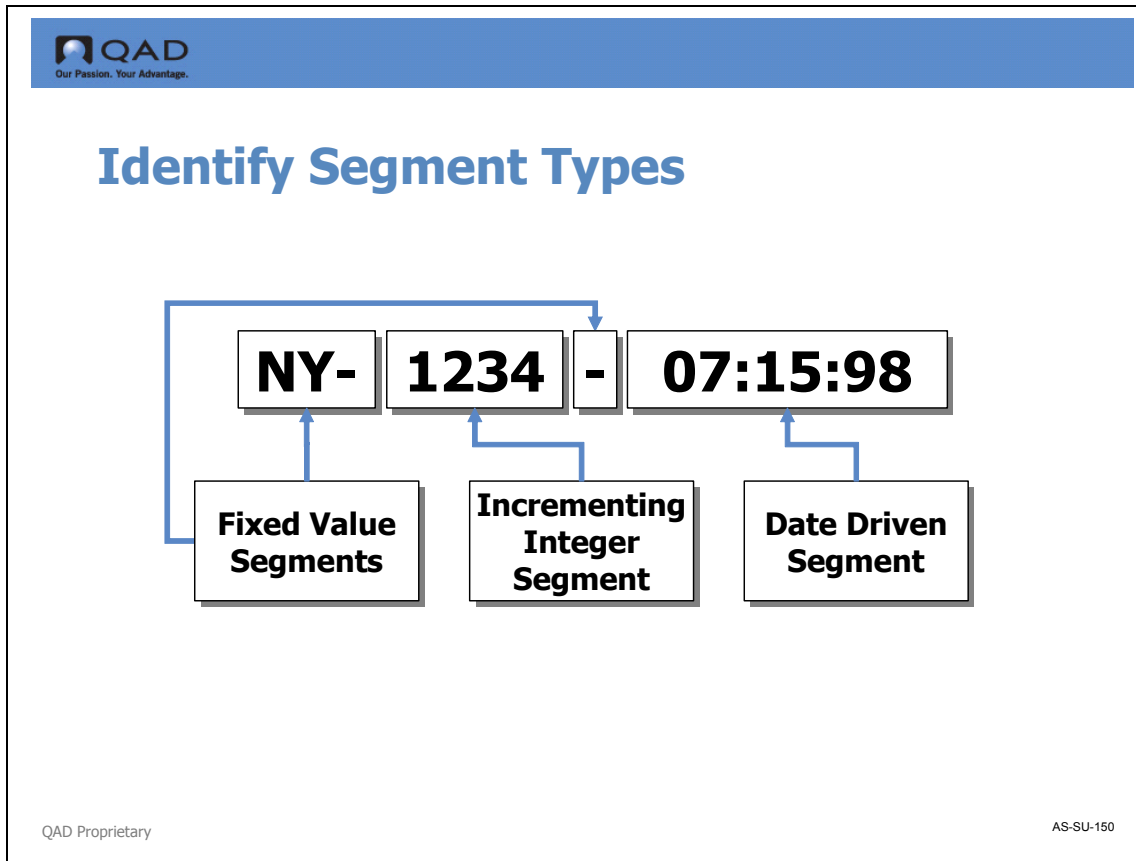 QAD
Our Passion. Your Advantage.
Identify Segment Types
NY- 1234 - 07:15:98
Fixed Value
Segments
Incrementing
Integer
Segment
Date Driven
Segment
QAD Proprietary
AS-SU-150